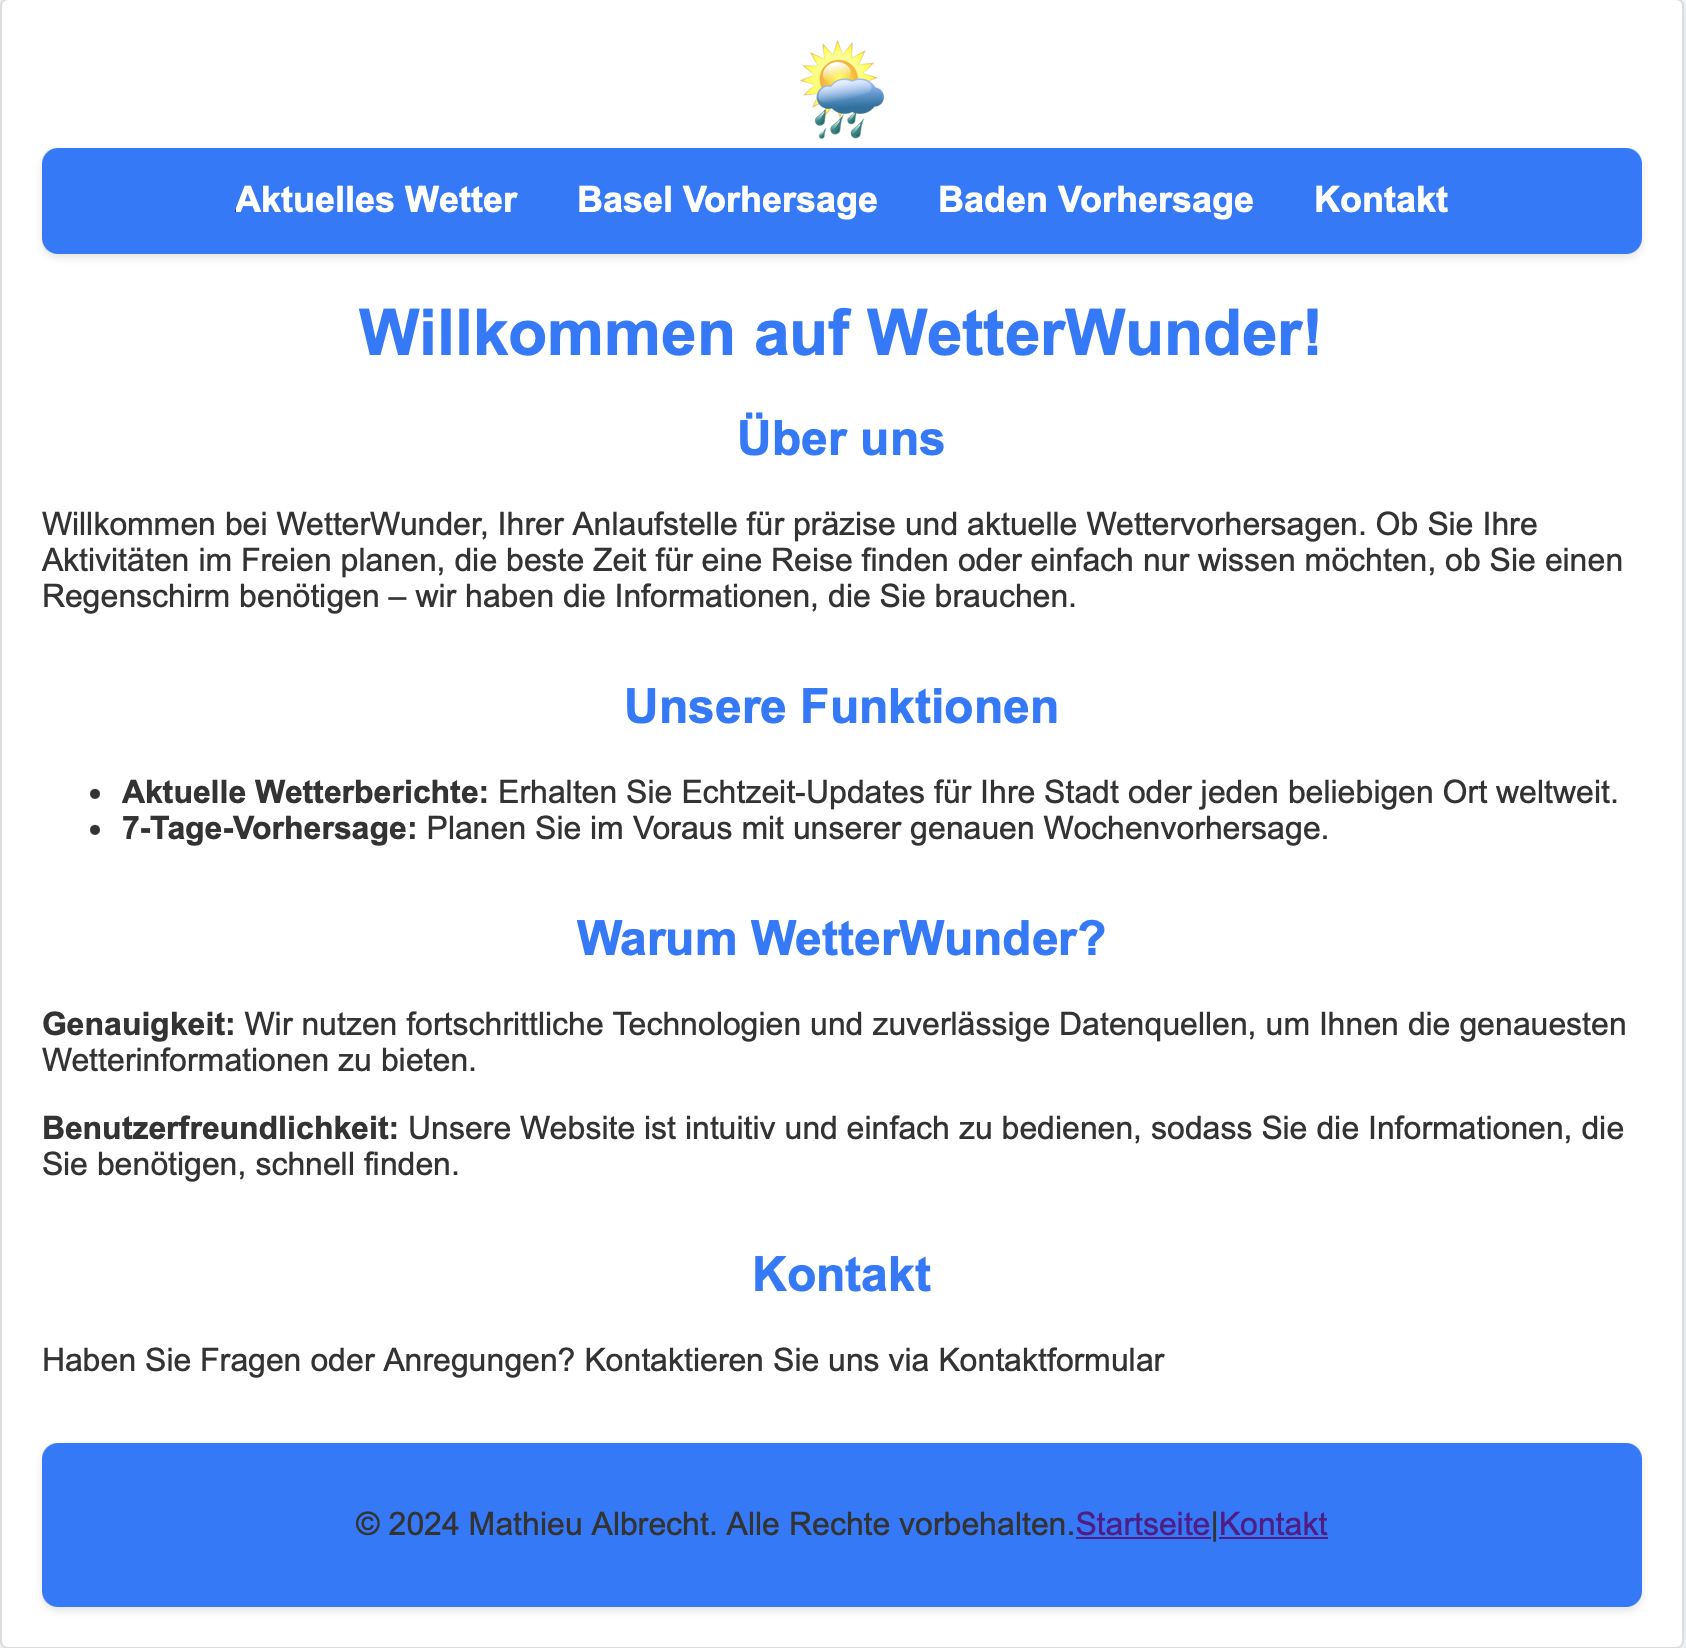 Aktuelles Wetter Basel Vorhersage Baden Vorhersage Kontakt
Willkommen auf WetterWunder!
Über uns
Willkommen bei WetterWunder, Ihrer Anlaufstelle für präzise und aktuelle Wettervorhersagen. Ob Sie Ihre
Aktivitäten im Freien planen, die beste Zeit für eine Reise finden oder einfach nur wissen möchten, ob Sie einen
Regenschirm benötigen – wir haben die Informationen, die Sie brauchen.
Unsere Funktionen
• Aktuelle Wetterberichte: Erhalten Sie Echtzeit-Updates für Ihre Stadt oder jeden beliebigen Ort weltweit.
• 7-Tage-Vorhersage: Planen Sie im Voraus mit unserer genauen Wochenvorhersage.
Warum WetterWunder?
Genauigkeit: Wir nutzen fortschrittliche Technologien und zuverlässige Datenquellen, um Ihnen die genauesten
Wetterinformationen zu bieten.
Benutzerfreundlichkeit: Unsere Website ist intuitiv und einfach zu bedienen, sodass Sie die Informationen, die
Sie benötigen, schnell finden.
Kontakt
Haben Sie Fragen oder Anregungen? Kontaktieren Sie uns via Kontaktformular
© 2024 Mathieu Albrecht. Alle Rechte vorbehalten.Startseite|Kontakt